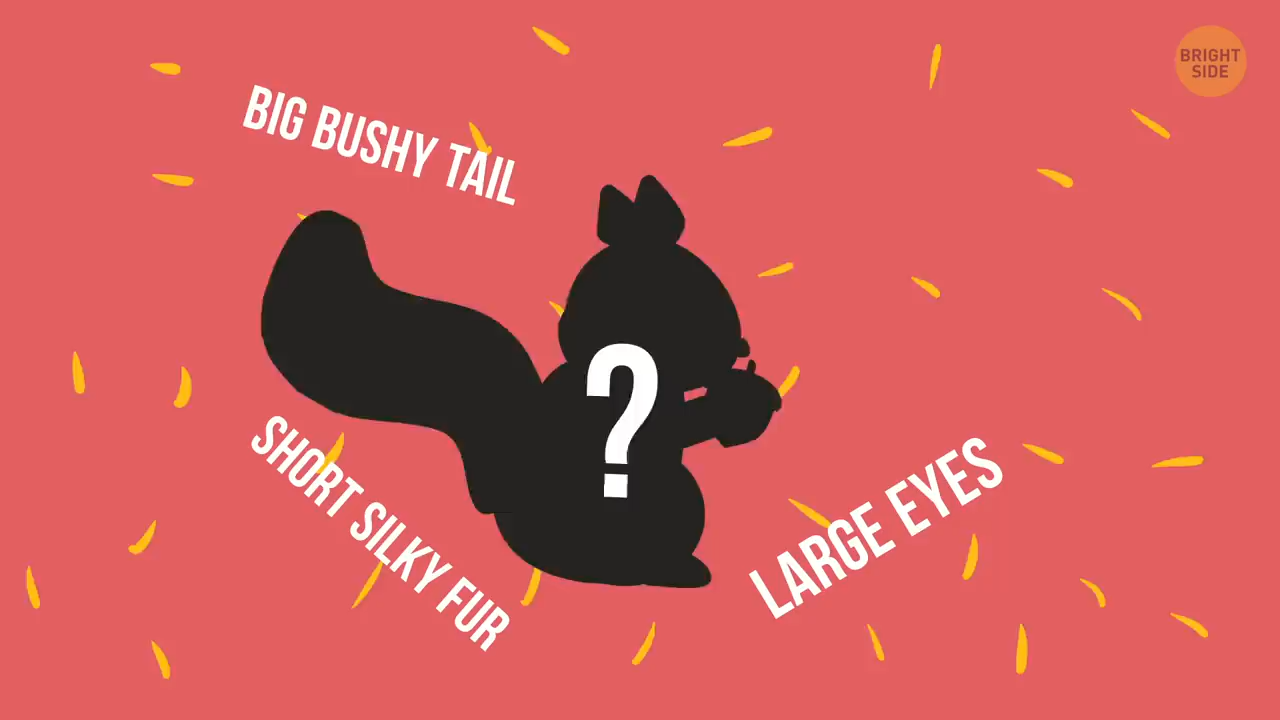 BRIGHT
SIDE
BIG BUSHY TAIL
?
SHORT SILKY FUR
LARGE EYES